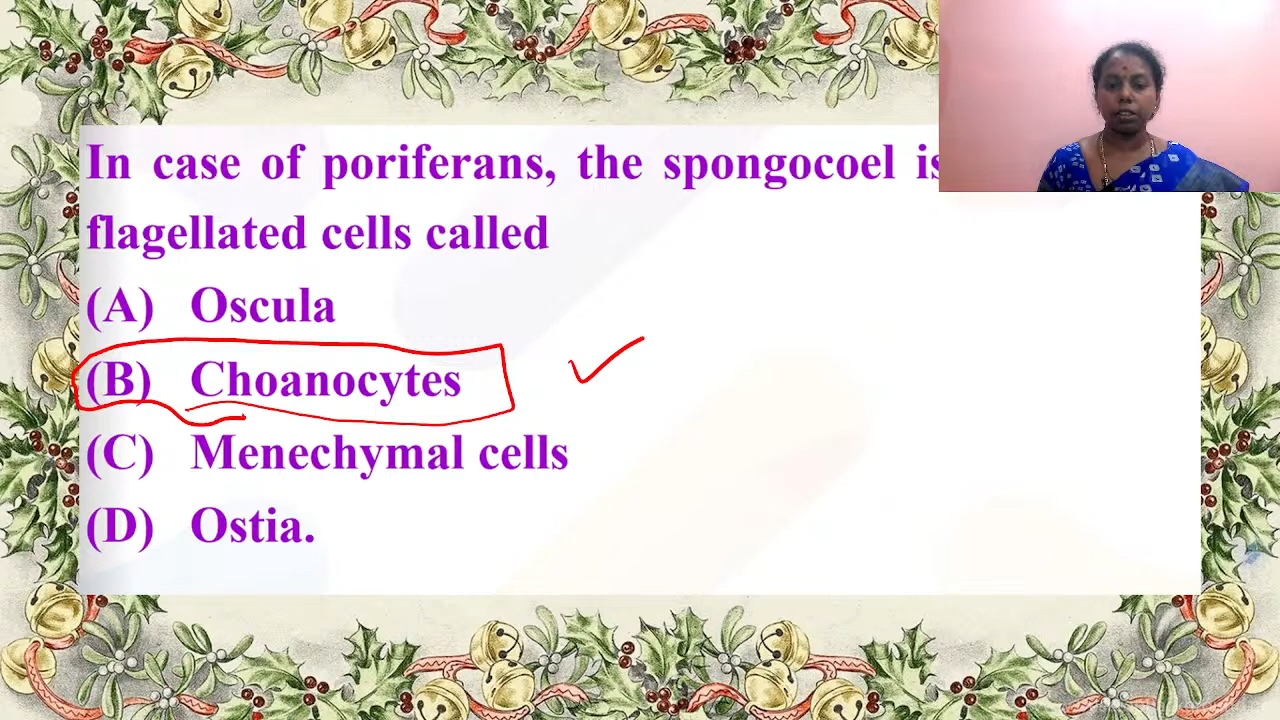 In case of poriferans, the spongocoel is
flagellated cells called
(A) Oscula
(B) Choanocytes
(C) Menechymal cells
(D) Ostia.